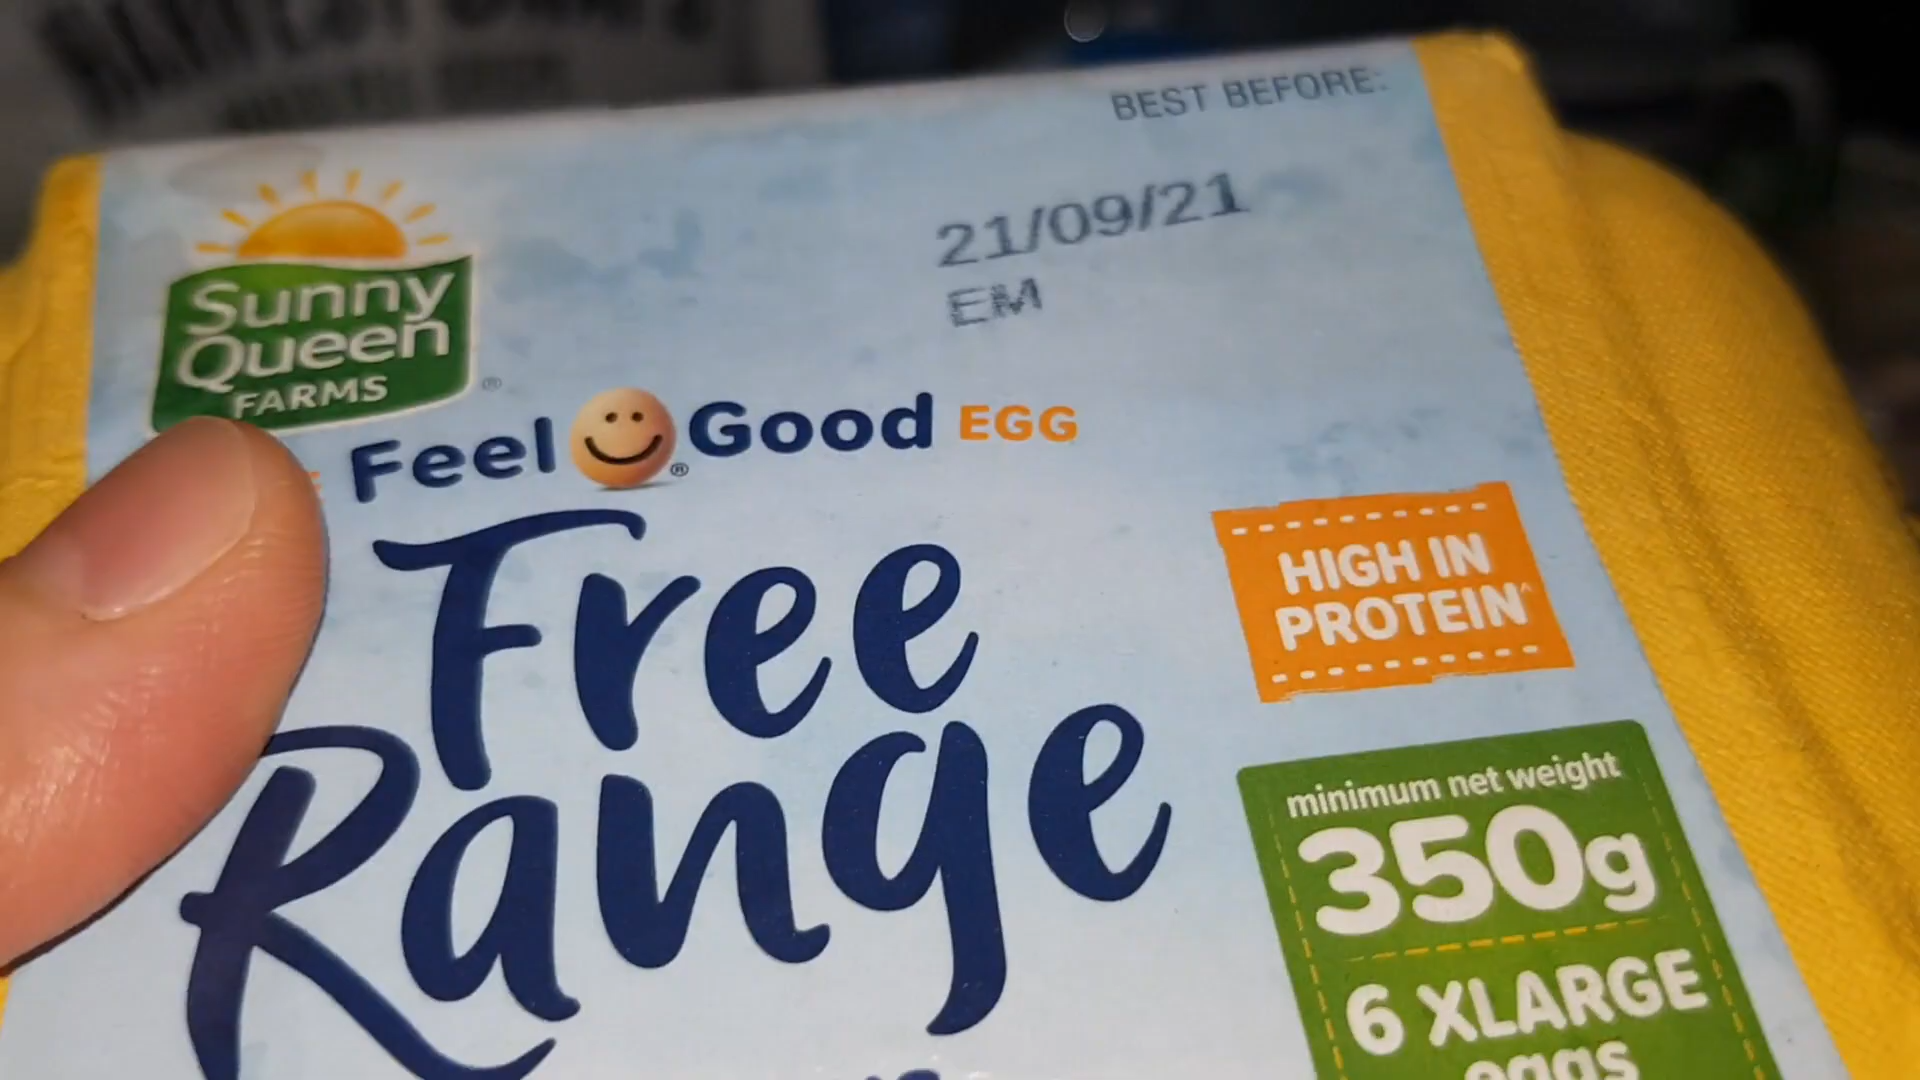 BEST BEFORE:
21/09/21
EM
Sunny
Queen
FARMS
®
Feel Good EGG
®
Free
Range
HIGH IN
PROTEIN^
minimum net weight
350g
6 XLARGE
eggs